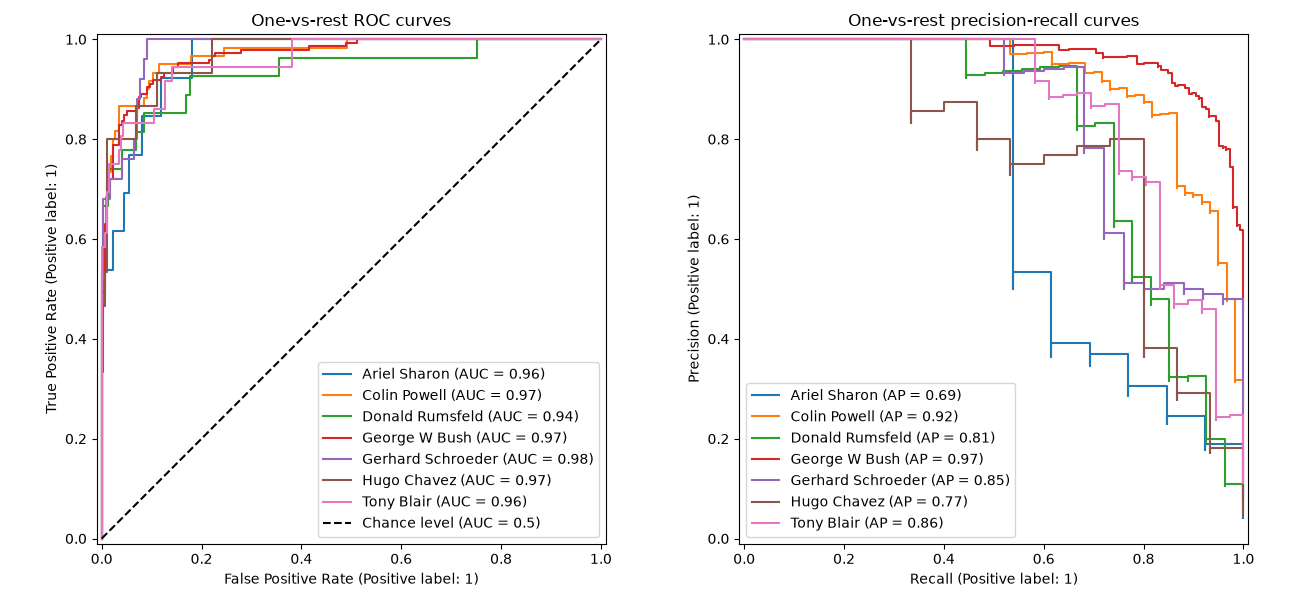 One-vs-rest ROC curves
True Positive Rate (Positive label: 1)
1.0
0.8
0.6
0.4
0.2
0.0
0.0 0.2 0.4 0.6 0.8 1.0
False Positive Rate (Positive label: 1)
Ariel Sharon (AUC = 0.96)
Colin Powell (AUC = 0.97)
Donald Rumsfeld (AUC = 0.94)
George W Bush (AUC = 0.97)
Gerhard Schroeder (AUC = 0.98)
Hugo Chavez (AUC = 0.97)
Tony Blair (AUC = 0.96)
Chance level (AUC = 0.5)
One-vs-rest precision-recall curves
Precision (Positive label: 1)
1.0
0.8
0.6
0.4
0.2
0.0
0.0 0.2 0.4 0.6 0.8 1.0
Recall (Positive label: 1)
Ariel Sharon (AP = 0.69)
Colin Powell (AP = 0.92)
Donald Rumsfeld (AP = 0.81)
George W Bush (AP = 0.97)
Gerhard Schroeder (AP = 0.85)
Hugo Chavez (AP = 0.77)
Tony Blair (AP = 0.86)